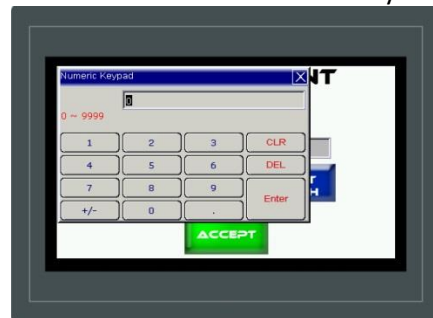 Numeric Keypad X
0
0 ~ 9999
1 2 3 CLR
4 5 6 DEL
7 8 9 Enter
+/- 0 .
ACCEPT